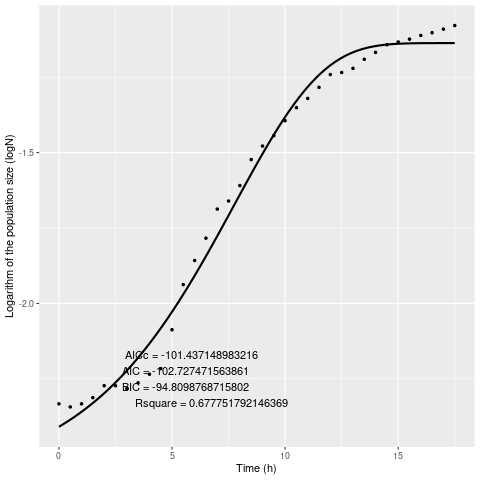 Logarithm of the population size (logN)
-1.5
-2.0
AICc = -101.437148983216
AIC = -102.727471563861
BIC = -94.8098768715802
Rsquare = 0.677751792146369
0 5 10 15
Time (h)